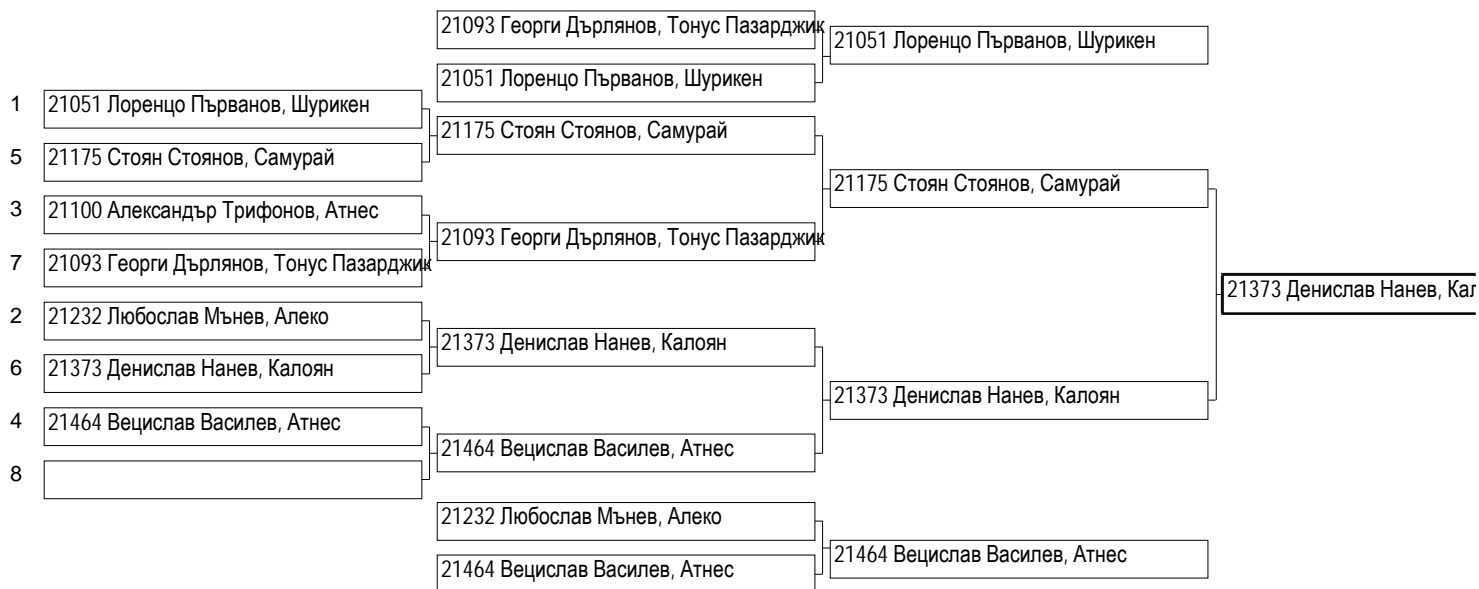 21093 Георги Дърлянов, Тонус Пазарджик
21051 Лоренцо Първанов, Шурикен
21051 Лоренцо Първанов, Шурикен
1 21051 Лоренцо Първанов, Шурикен
21175 Стоян Стоянов, Самурай
5 21175 Стоян Стоянов, Самурай
21175 Стоян Стоянов, Самурай
3 21100 Александър Трифонов, Атнес
21093 Георги Дърлянов, Тонус Пазарджик
7 21093 Георги Дърлянов, Тонус Пазарджик
21373 Денислав Нанев, Кал
2 21232 Любослав Мънев, Алеко
21373 Денислав Нанев, Калоян
6 21373 Денислав Нанев, Калоян
21373 Денислав Нанев, Калоян
4 21464 Вецислав Василев, Атнес
21464 Вецислав Василев, Атнес
8
21232 Любослав Мънев, Алеко
21464 Вецислав Василев, Атнес
21464 Вецислав Василев, Атнес